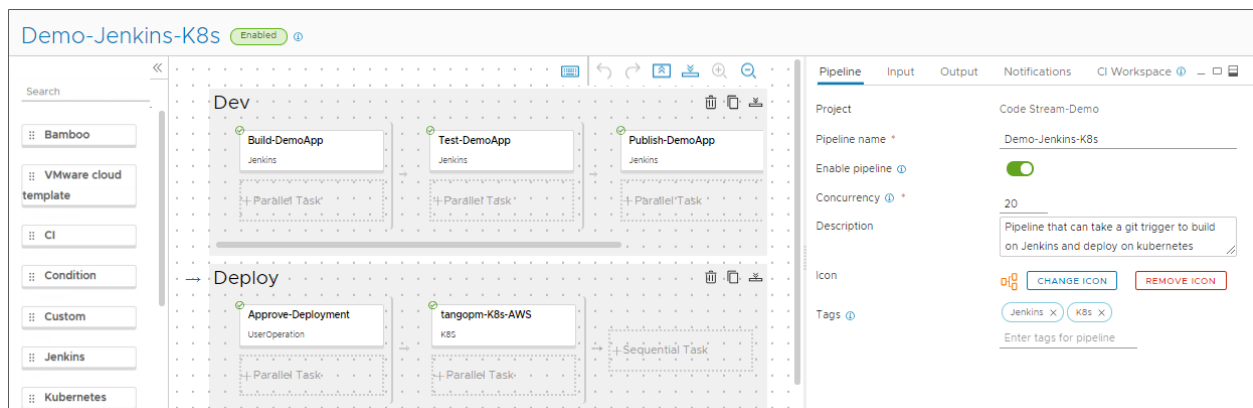 Demo-Jenkins-K8s Enabled
Search
Bamboo
VMware cloud
template
CI
Condition
Custom
Jenkins
Kubernetes
Dev
Build-DemoApp
Jenkins
+ Parallel Task
Test-DemoApp
Jenkins
+ Parallel Task
Publish-DemoApp
Jenkins
+ Parallel Task
Deploy
Approve-Deployment
UserOperation
+ Parallel Task
tangopm-K8s-AWS
K8S
+ Parallel Task
+ Sequential Task
Pipeline Input Output Notifications CI Workspace
Project Code Stream-Demo
Pipeline name * Demo-Jenkins-K8s
Enable pipeline
Concurrency * 20
Description Pipeline that can take a git trigger to build
on Jenkins and deploy on kubernetes
Icon CHANGE ICON REMOVE ICON
Tags Jenkins X K8s X
Enter tags for pipeline